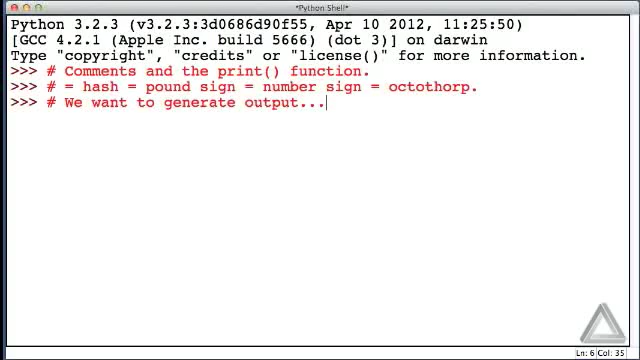 *Python Shell*
Python 3.2.3 (v3.2.3:3d0686d90f55, Apr 10 2012, 11:25:50)
[GCC 4.2.1 (Apple Inc. build 5666) (dot 3)] on darwin
Type "copyright", "credits" or "license()" for more information.
>>> # Comments and the print() function.
>>> # = hash = pound sign = number sign = octothorp.
>>> # We want to generate output...
Ln: 6 Col: 35